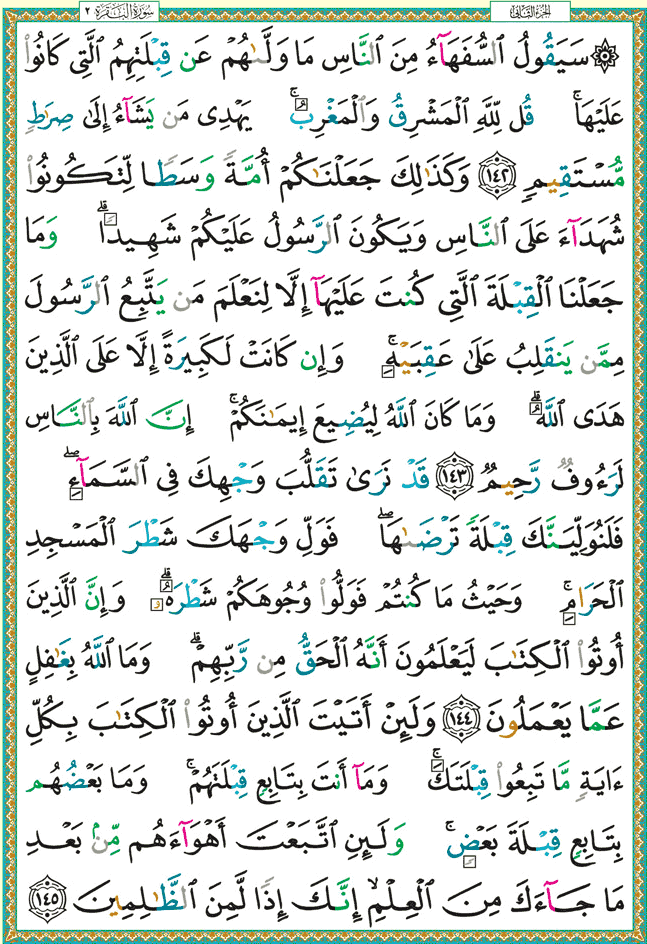 سُورَةُ البَقَرَة ٢
الجزء الثاني
۞ سَيَقُولُ ٱلسُّفَهَآءُ مِنَ ٱلنَّاسِ مَا وَلَّىٰهُمْ عَن قِبْلَتِهِمُ ٱلَّتِى كَانُوا۟
عَلَيْهَا ۚ قُل لِّلَّهِ ٱلْمَشْرِقُ وَٱلْمَغْرِبُ ۚ يَهْدِى مَن يَشَآءُ إِلَىٰ صِرَٰطٍ
مُّسْتَقِيمٍ ١٤٢ وَكَذَٰلِكَ جَعَلْنَٰكُمْ أُمَّةً وَسَطًا لِّتَكُونُوا۟
شُهَدَآءَ عَلَى ٱلنَّاسِ وَيَكُونَ ٱلرَّسُولُ عَلَيْكُمْ شَهِيدًا ۗ وَمَا
جَعَلْنَا ٱلْقِبْلَةَ ٱلَّتِى كُنتَ عَلَيْهَآ إِلَّا لِنَعْلَمَ مَن يَتَّبِعُ ٱلرَّسُولَ
مِمَّن يَنقَلِبُ عَلَىٰ عَقِبَيْهِ ۚ وَإِن كَانَتْ لَكَبِيرَةً إِلَّا عَلَى ٱلَّذِينَ
هَدَى ٱللَّهُ ۗ وَمَا كَانَ ٱللَّهُ لِيُضِيعَ إِيمَٰنَكُمْ ۚ إِنَّ ٱللَّهَ بِٱلنَّاسِ
لَرَءُوفٌ رَّحِيمٌ ١٤٣ قَدْ نَرَىٰ تَقَلُّبَ وَجْهِكَ فِى ٱلسَّمَآءِ ۖ
فَلَنُوَلِّيَنَّكَ قِبْلَةً تَرْضَىٰهَا ۚ فَوَلِّ وَجْهَكَ شَطْرَ ٱلْمَسْجِدِ
ٱلْحَرَامِ ۚ وَحَيْثُ مَا كُنتُمْ فَوَلُّوا۟ وُجُوهَكُمْ شَطْرَهُۥ ۗ وَإِنَّ ٱلَّذِينَ
أُوتُوا۟ ٱلْكِتَٰبَ لَيَعْلَمُونَ أَنَّهُ ٱلْحَقُّ مِن رَّبِّهِمْ ۗ وَمَا ٱللَّهُ بِغَٰفِلٍ
عَمَّا يَعْمَلُونَ ١٤٤ وَلَئِنْ أَتَيْتَ ٱلَّذِينَ أُوتُوا۟ ٱلْكِتَٰبَ بِكُلِّ
ءَايَةٍ مَّا تَبِعُوا۟ قِبْلَتَكَ ۚ وَمَآ أَنتَ بِتَابِعٍ قِبْلَتَهُمْ ۚ وَمَا بَعْضُهُم
بِتَابِعٍ قِبْلَةَ بَعْضٍ ۚ وَلَئِنِ ٱتَّبَعْتَ أَهْوَآءَهُم مِّنۢ بَعْدِ
مَا جَآءَكَ مِنَ ٱلْعِلْمِ ۙ إِنَّكَ إِذًا لَّمِنَ ٱلظَّٰلِمِينَ ١٤٥